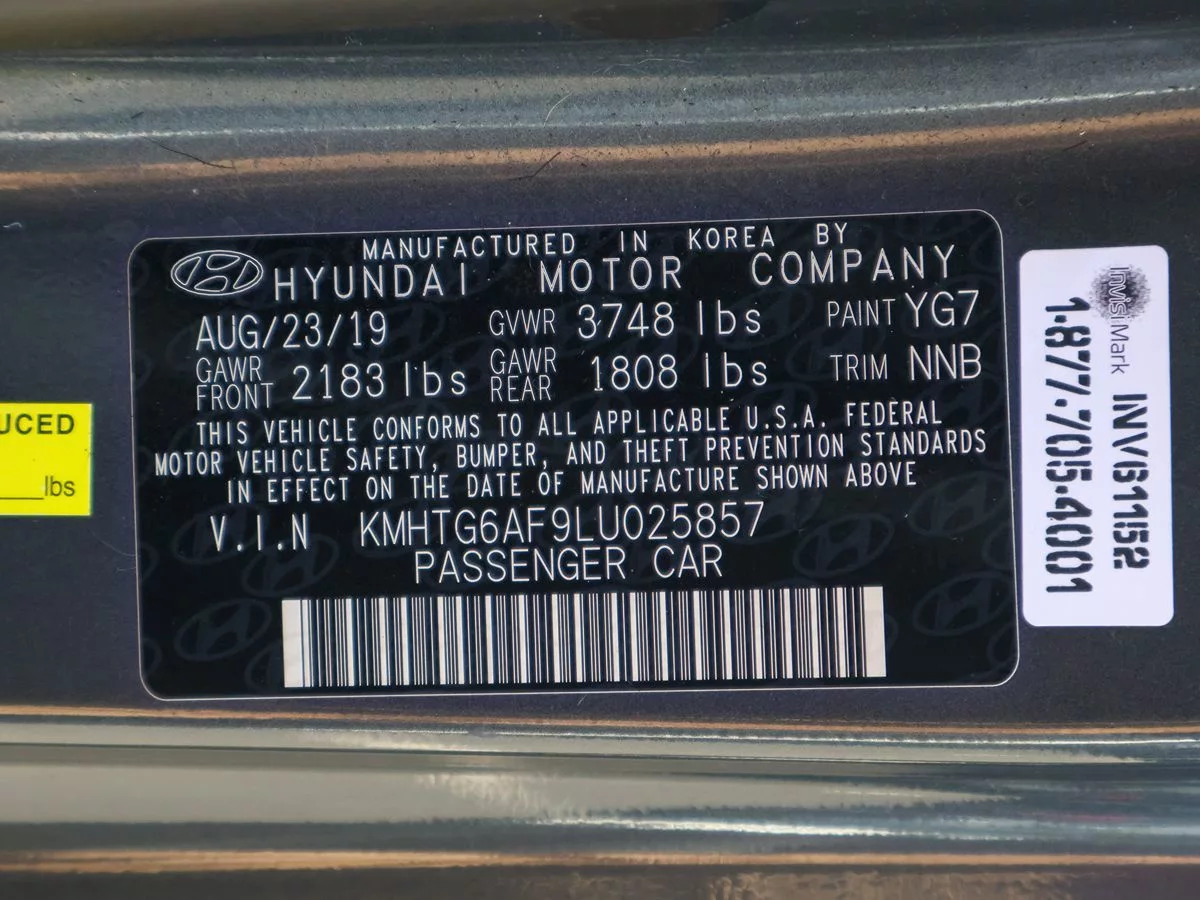 MANUFACTURED IN KOREA BY
HYUNDAI MOTOR COMPANY
AUG/23/19 GVWR 3748 lbs PAINT YG7
GAWR FRONT 2183 lbs GAWR REAR 1808 lbs TRIM NNB
THIS VEHICLE CONFORMS TO ALL APPLICABLE U.S.A. FEDERAL
MOTOR VEHICLE SAFETY, BUMPER, AND THEFT PREVENTION STANDARDS
IN EFFECT ON THE DATE OF MANUFACTURE SHOWN ABOVE
V.I.N KMHTG6AF9LU025857
PASSENGER CAR
UCED
lbs
InvisiMark
INV61152
1.877.705.4001